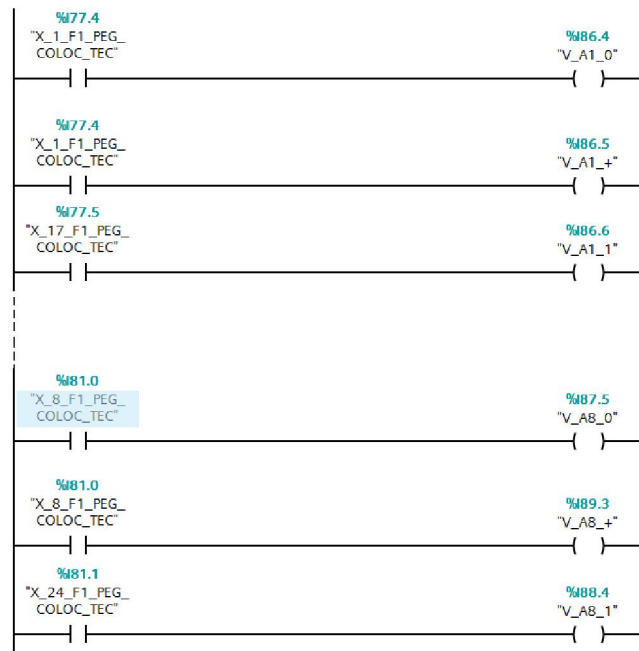 %I77.4
"X_1_F1_PEG_
COLOC_TEC"
%I86.4
"V_A1_0"
%I77.4
"X_1_F1_PEG_
COLOC_TEC"
%I86.5
"V_A1_+"
%I77.5
"X_17_F1_PEG_
COLOC_TEC"
%I86.6
"V_A1_1"
%I81.0
"X_8_F1_PEG_
COLOC_TEC"
%I87.5
"V_A8_0"
%I81.0
"X_8_F1_PEG_
COLOC_TEC"
%I89.3
"V_A8_+"
%I81.1
"X_24_F1_PEG_
COLOC_TEC"
%I88.4
"V_A8_1"